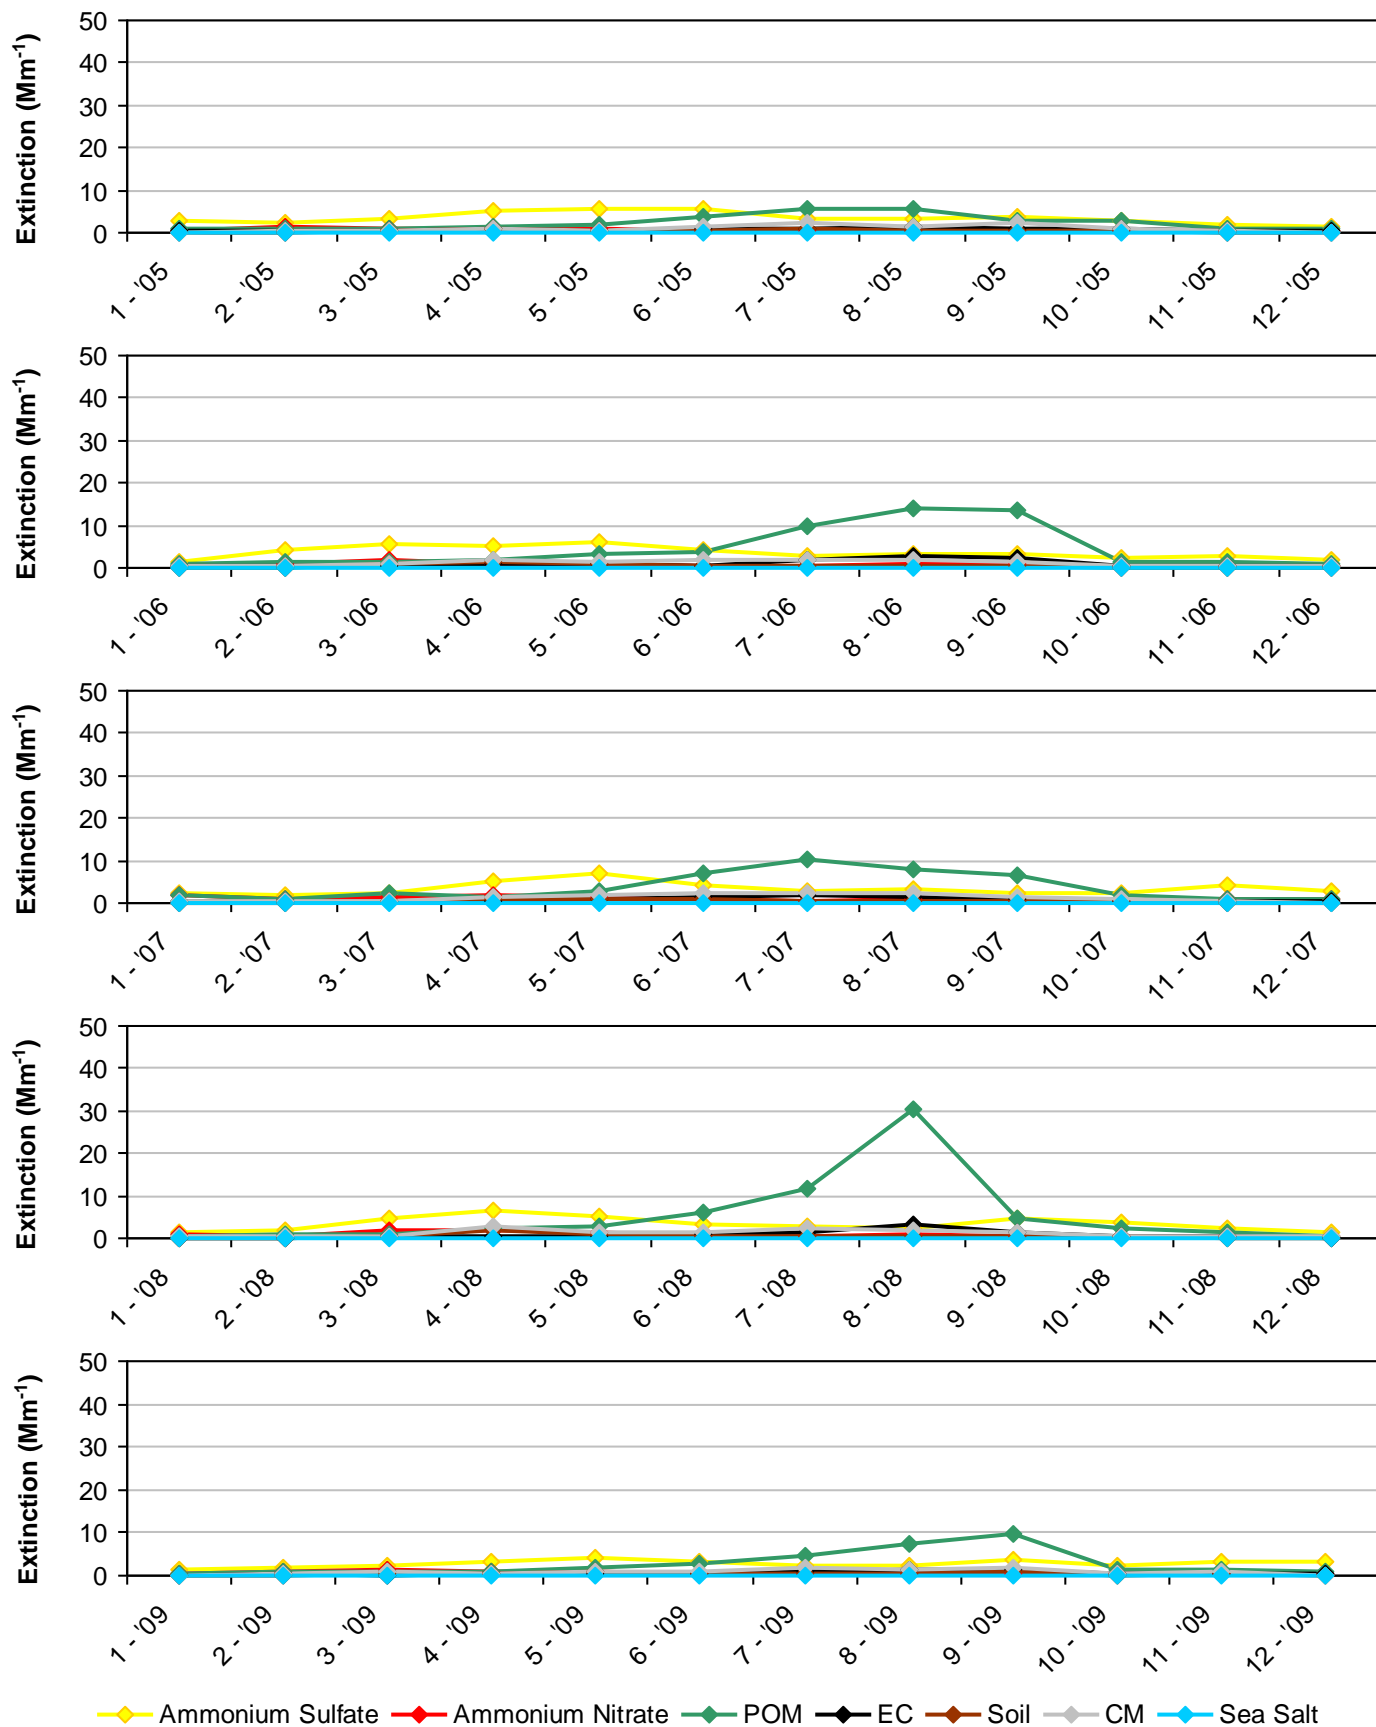 50
40
30
20
10
0
Extinction (Mm-1)
1 - '05
2 - '05
3 - '05
4 - '05
5 - '05
6 - '05
7 - '05
8 - '05
9 - '05
10 - '05
11 - '05
12 - '05
50
40
30
20
10
0
Extinction (Mm-1)
1 - '06
2 - '06
3 - '06
4 - '06
5 - '06
6 - '06
7 - '06
8 - '06
9 - '06
10 - '06
11 - '06
12 - '06
50
40
30
20
10
0
Extinction (Mm-1)
1 - '07
2 - '07
3 - '07
4 - '07
5 - '07
6 - '07
7 - '07
8 - '07
9 - '07
10 - '07
11 - '07
12 - '07
50
40
30
20
10
0
Extinction (Mm-1)
1 - '08
2 - '08
3 - '08
4 - '08
5 - '08
6 - '08
7 - '08
8 - '08
9 - '08
10 - '08
11 - '08
12 - '08
50
40
30
20
10
0
Extinction (Mm-1)
1 - '09
2 - '09
3 - '09
4 - '09
5 - '09
6 - '09
7 - '09
8 - '09
9 - '09
10 - '09
11 - '09
12 - '09
Ammonium Sulfate Ammonium Nitrate POM EC Soil CM Sea Salt